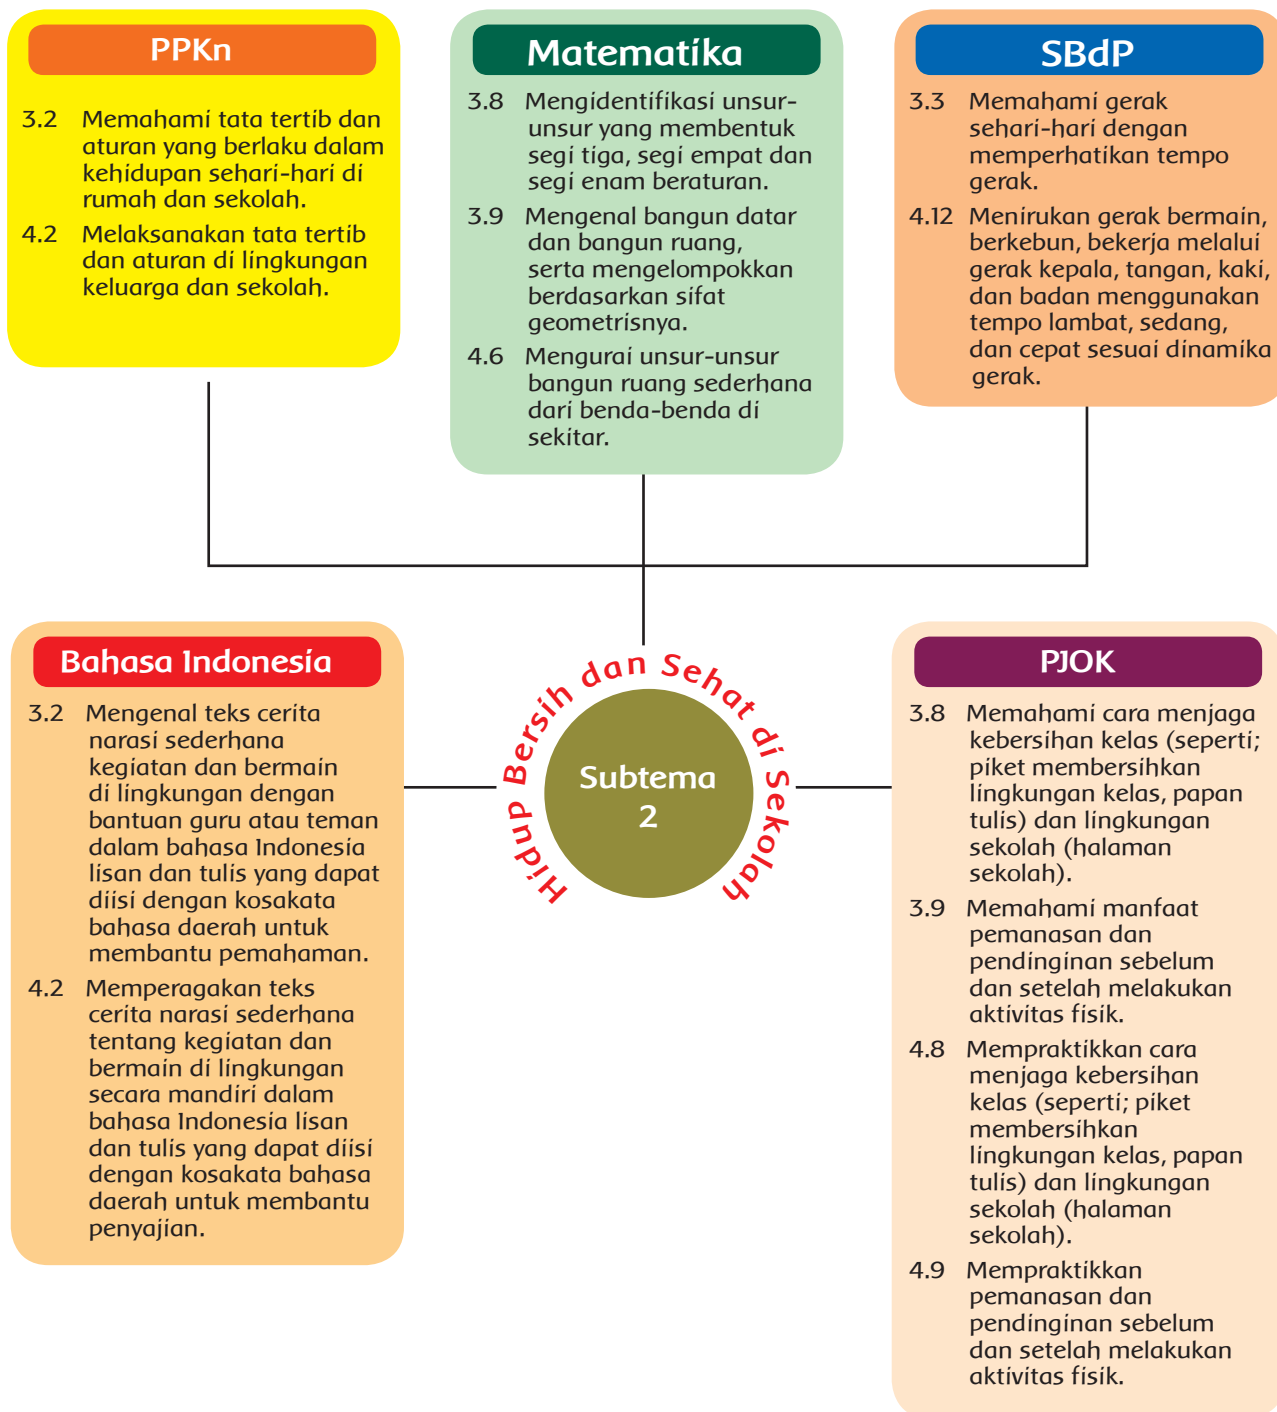 PPKn
3.2 Memahami tata tertib dan
aturan yang berlaku dalam
kehidupan sehari-hari di
rumah dan sekolah.
4.2 Melaksanakan tata tertib
dan aturan di lingkungan
keluarga dan sekolah.
Matematika
3.8 Mengidentifikasi unsur-
unsur yang membentuk
segi tiga, segi empat dan
segi enam beraturan.
3.9 Mengenal bangun datar
dan bangun ruang,
serta mengelompokkan
berdasarkan sifat
geometrisnya.
4.6 Mengurai unsur-unsur
bangun ruang sederhana
dari benda-benda di
sekitar.
SBdP
3.3 Memahami gerak
sehari-hari dengan
memperhatikan tempo
gerak.
4.12 Menirukan gerak bermain,
berkebun, bekerja melalui
gerak kepala, tangan, kaki,
dan badan menggunakan
tempo lambat, sedang,
dan cepat sesuai dinamika
gerak.
Bahasa Indonesia
3.2 Mengenal teks cerita
narasi sederhana
kegiatan dan bermain
di lingkungan dengan
bantuan guru atau teman
dalam bahasa Indonesia
lisan dan tulis yang dapat
diisi dengan kosakata
bahasa daerah untuk
membantu pemahaman.
4.2 Memperagakan teks
cerita narasi sederhana
tentang kegiatan dan
bermain di lingkungan
secara mandiri dalam
bahasa Indonesia lisan
dan tulis yang dapat diisi
dengan kosakata bahasa
daerah untuk membantu
penyajian.
Hidup Bersih dan Sehat di Sekolah
Subtema
2
PJOK
3.8 Memahami cara menjaga
kebersihan kelas (seperti;
piket membersihkan
lingkungan kelas, papan
tulis) dan lingkungan
sekolah (halaman
sekolah).
3.9 Memahami manfaat
pemanasan dan
pendinginan sebelum
dan setelah melakukan
aktivitas fisik.
4.8 Mempraktikkan cara
menjaga kebersihan
kelas (seperti; piket
membersihkan
lingkungan kelas, papan
tulis) dan lingkungan
sekolah (halaman
sekolah).
4.9 Mempraktikkan
pemanasan dan
pendinginan sebelum
dan setelah melakukan
aktivitas fisik.